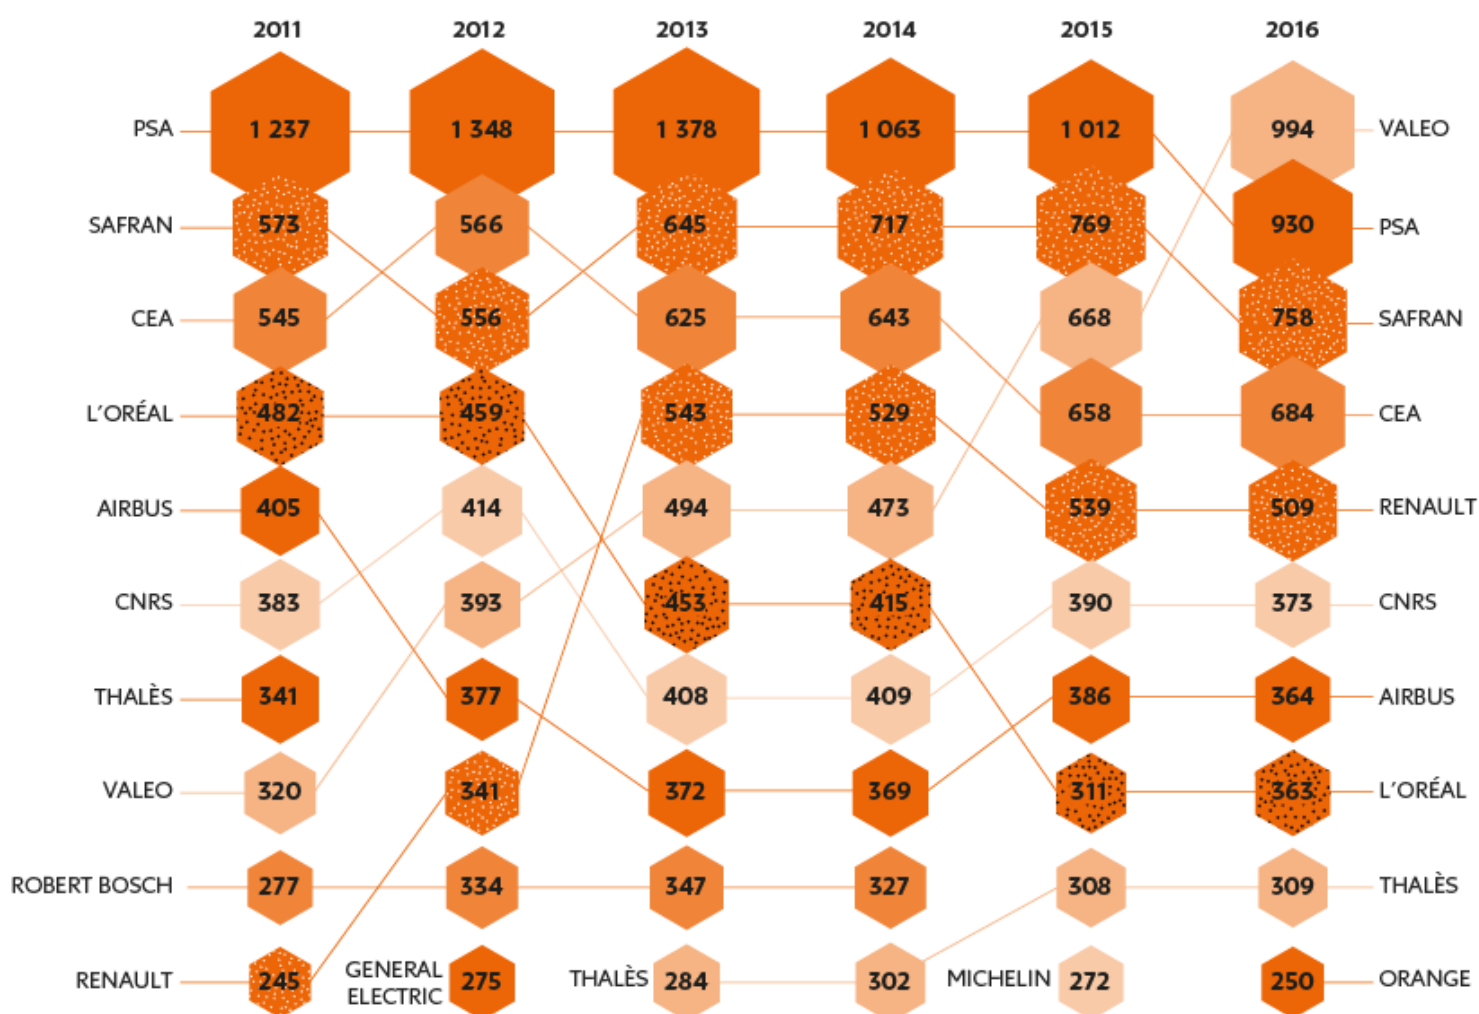 2011 2012 2013 2014 2015 2016
PSA 1 237 1 348 1 378 1 063 1 012 994 VALEO
SAFRAN 573 566 645 717 769 930 PSA
CEA 545 556 625 643 668 758 SAFRAN
L'ORÉAL 482 459 543 529 658 684 CEA
AIRBUS 405 414 494 473 539 509 RENAULT
CNRS 383 393 453 415 390 373 CNRS
THALÈS 341 377 408 409 386 364 AIRBUS
VALEO 320 341 372 369 311 363 L'ORÉAL
ROBERT BOSCH 277 334 347 327 308 309 THALÈS
RENAULT 245 GENERAL
ELECTRIC 275 THALÈS 284 302 MICHELIN 272 250 ORANGE